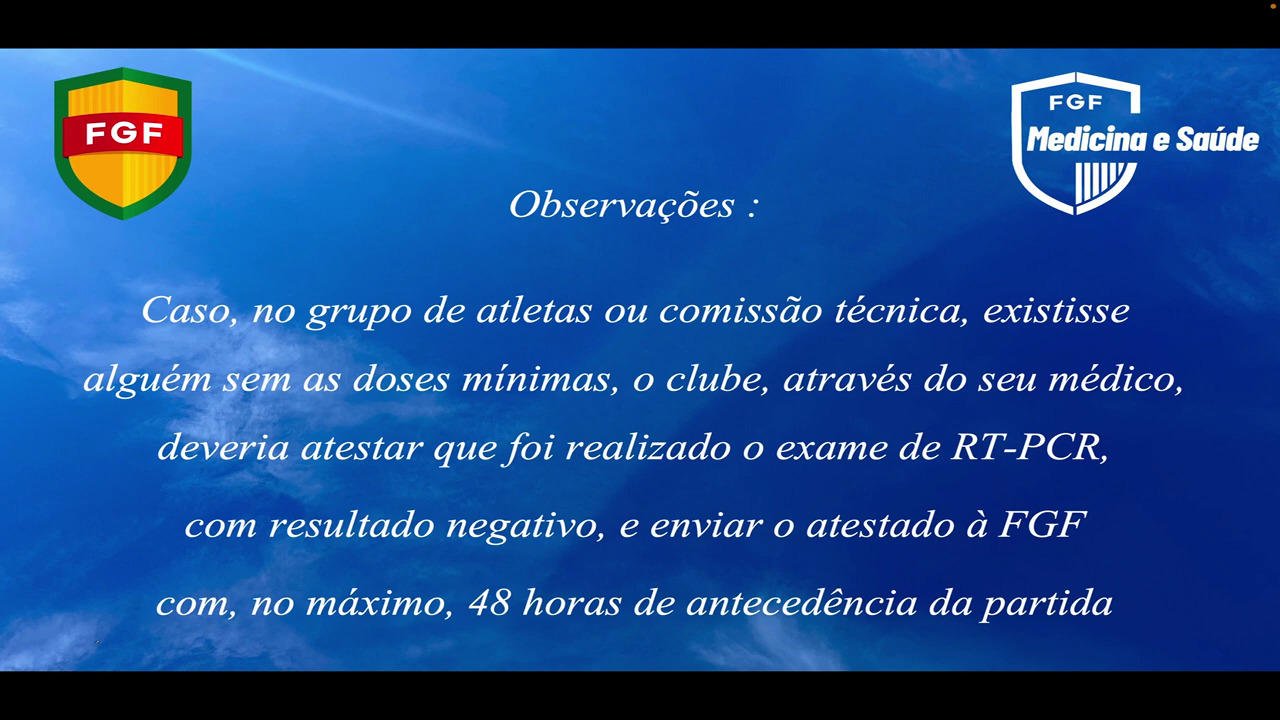 FGF
FGF
Medicina e Saúde
Observações :
Caso, no grupo de atletas ou comissão técnica, existisse
alguém sem as doses mínimas, o clube, através do seu médico,
deveria atestar que foi realizado o exame de RT-PCR,
com resultado negativo, e enviar o atestado à FGF
com, no máximo, 48 horas de antecedência da partida